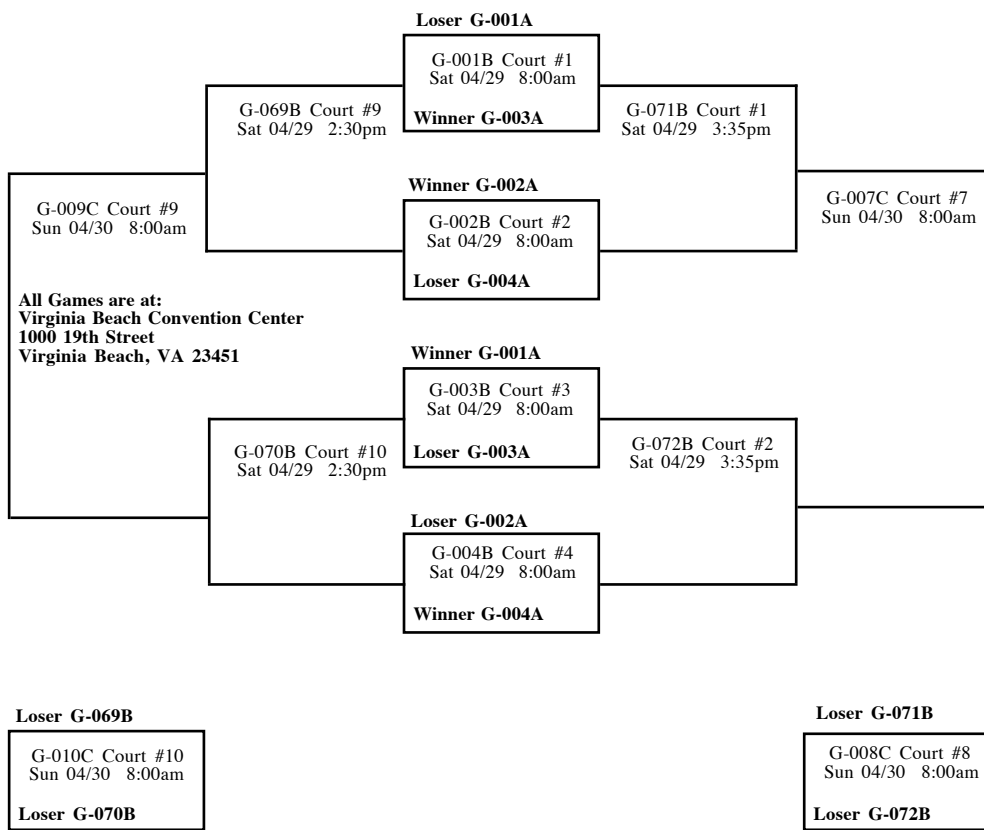 Loser G-001A
G-001B Court #1
Sat 04/29 8:00am
Winner G-003A
G-069B Court #9
Sat 04/29 2:30pm
G-071B Court #1
Sat 04/29 3:35pm
Winner G-002A
G-002B Court #2
Sat 04/29 8:00am
Loser G-004A
G-009C Court #9
Sun 04/30 8:00am
G-007C Court #7
Sun 04/30 8:00am
All Games are at:
Virginia Beach Convention Center
1000 19th Street
Virginia Beach, VA 23451
Winner G-001A
G-003B Court #3
Sat 04/29 8:00am
Loser G-003A
G-070B Court #10
Sat 04/29 2:30pm
G-072B Court #2
Sat 04/29 3:35pm
Loser G-002A
G-004B Court #4
Sat 04/29 8:00am
Winner G-004A
Loser G-069B
G-010C Court #10
Sun 04/30 8:00am
Loser G-070B
Loser G-071B
G-008C Court #8
Sun 04/30 8:00am
Loser G-072B